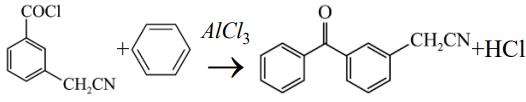 COCl
CH₂CN
+
AlCl₃
O
CH₂CN
+HCl